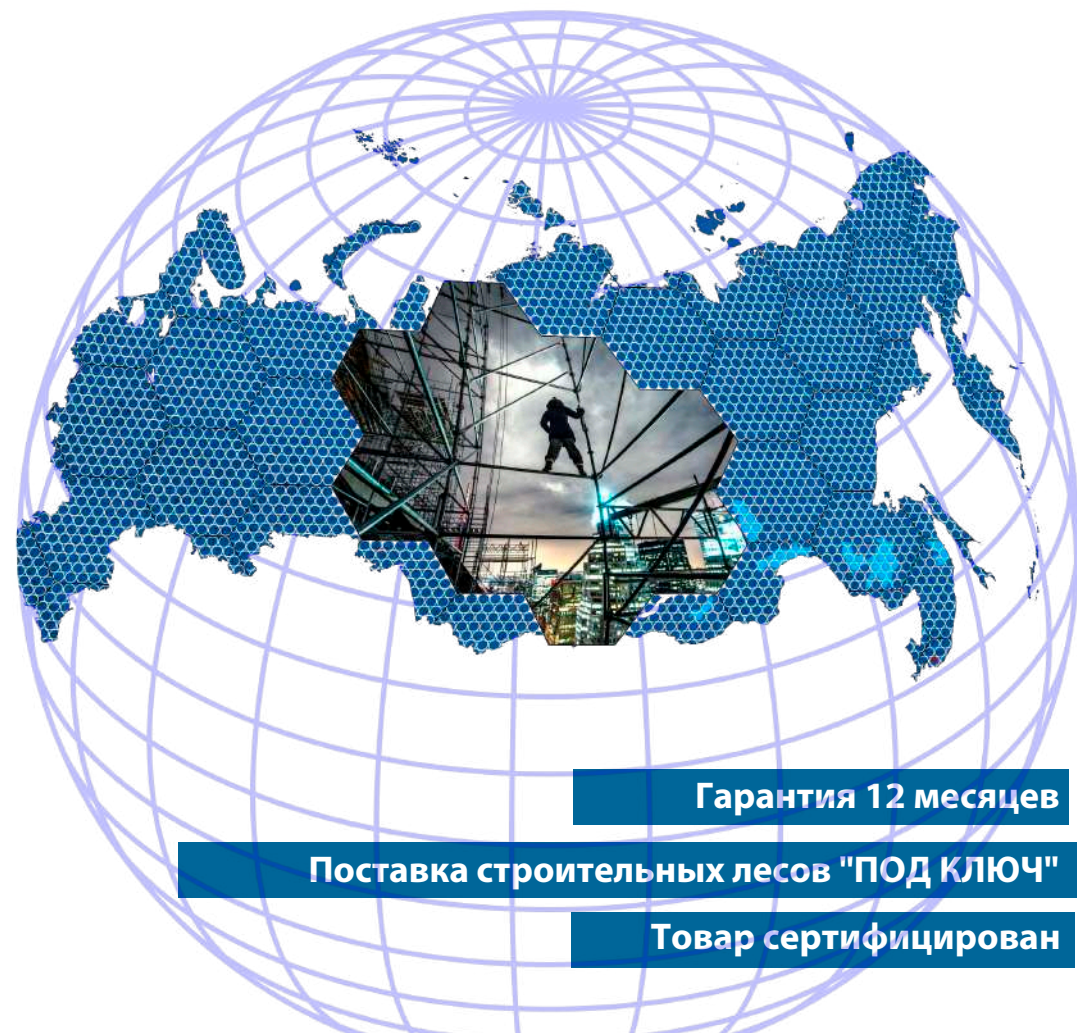 Гарантия 12 месяцев
Поставка строительных лесов "ПОД КЛЮЧ"
Товар сертифицирован